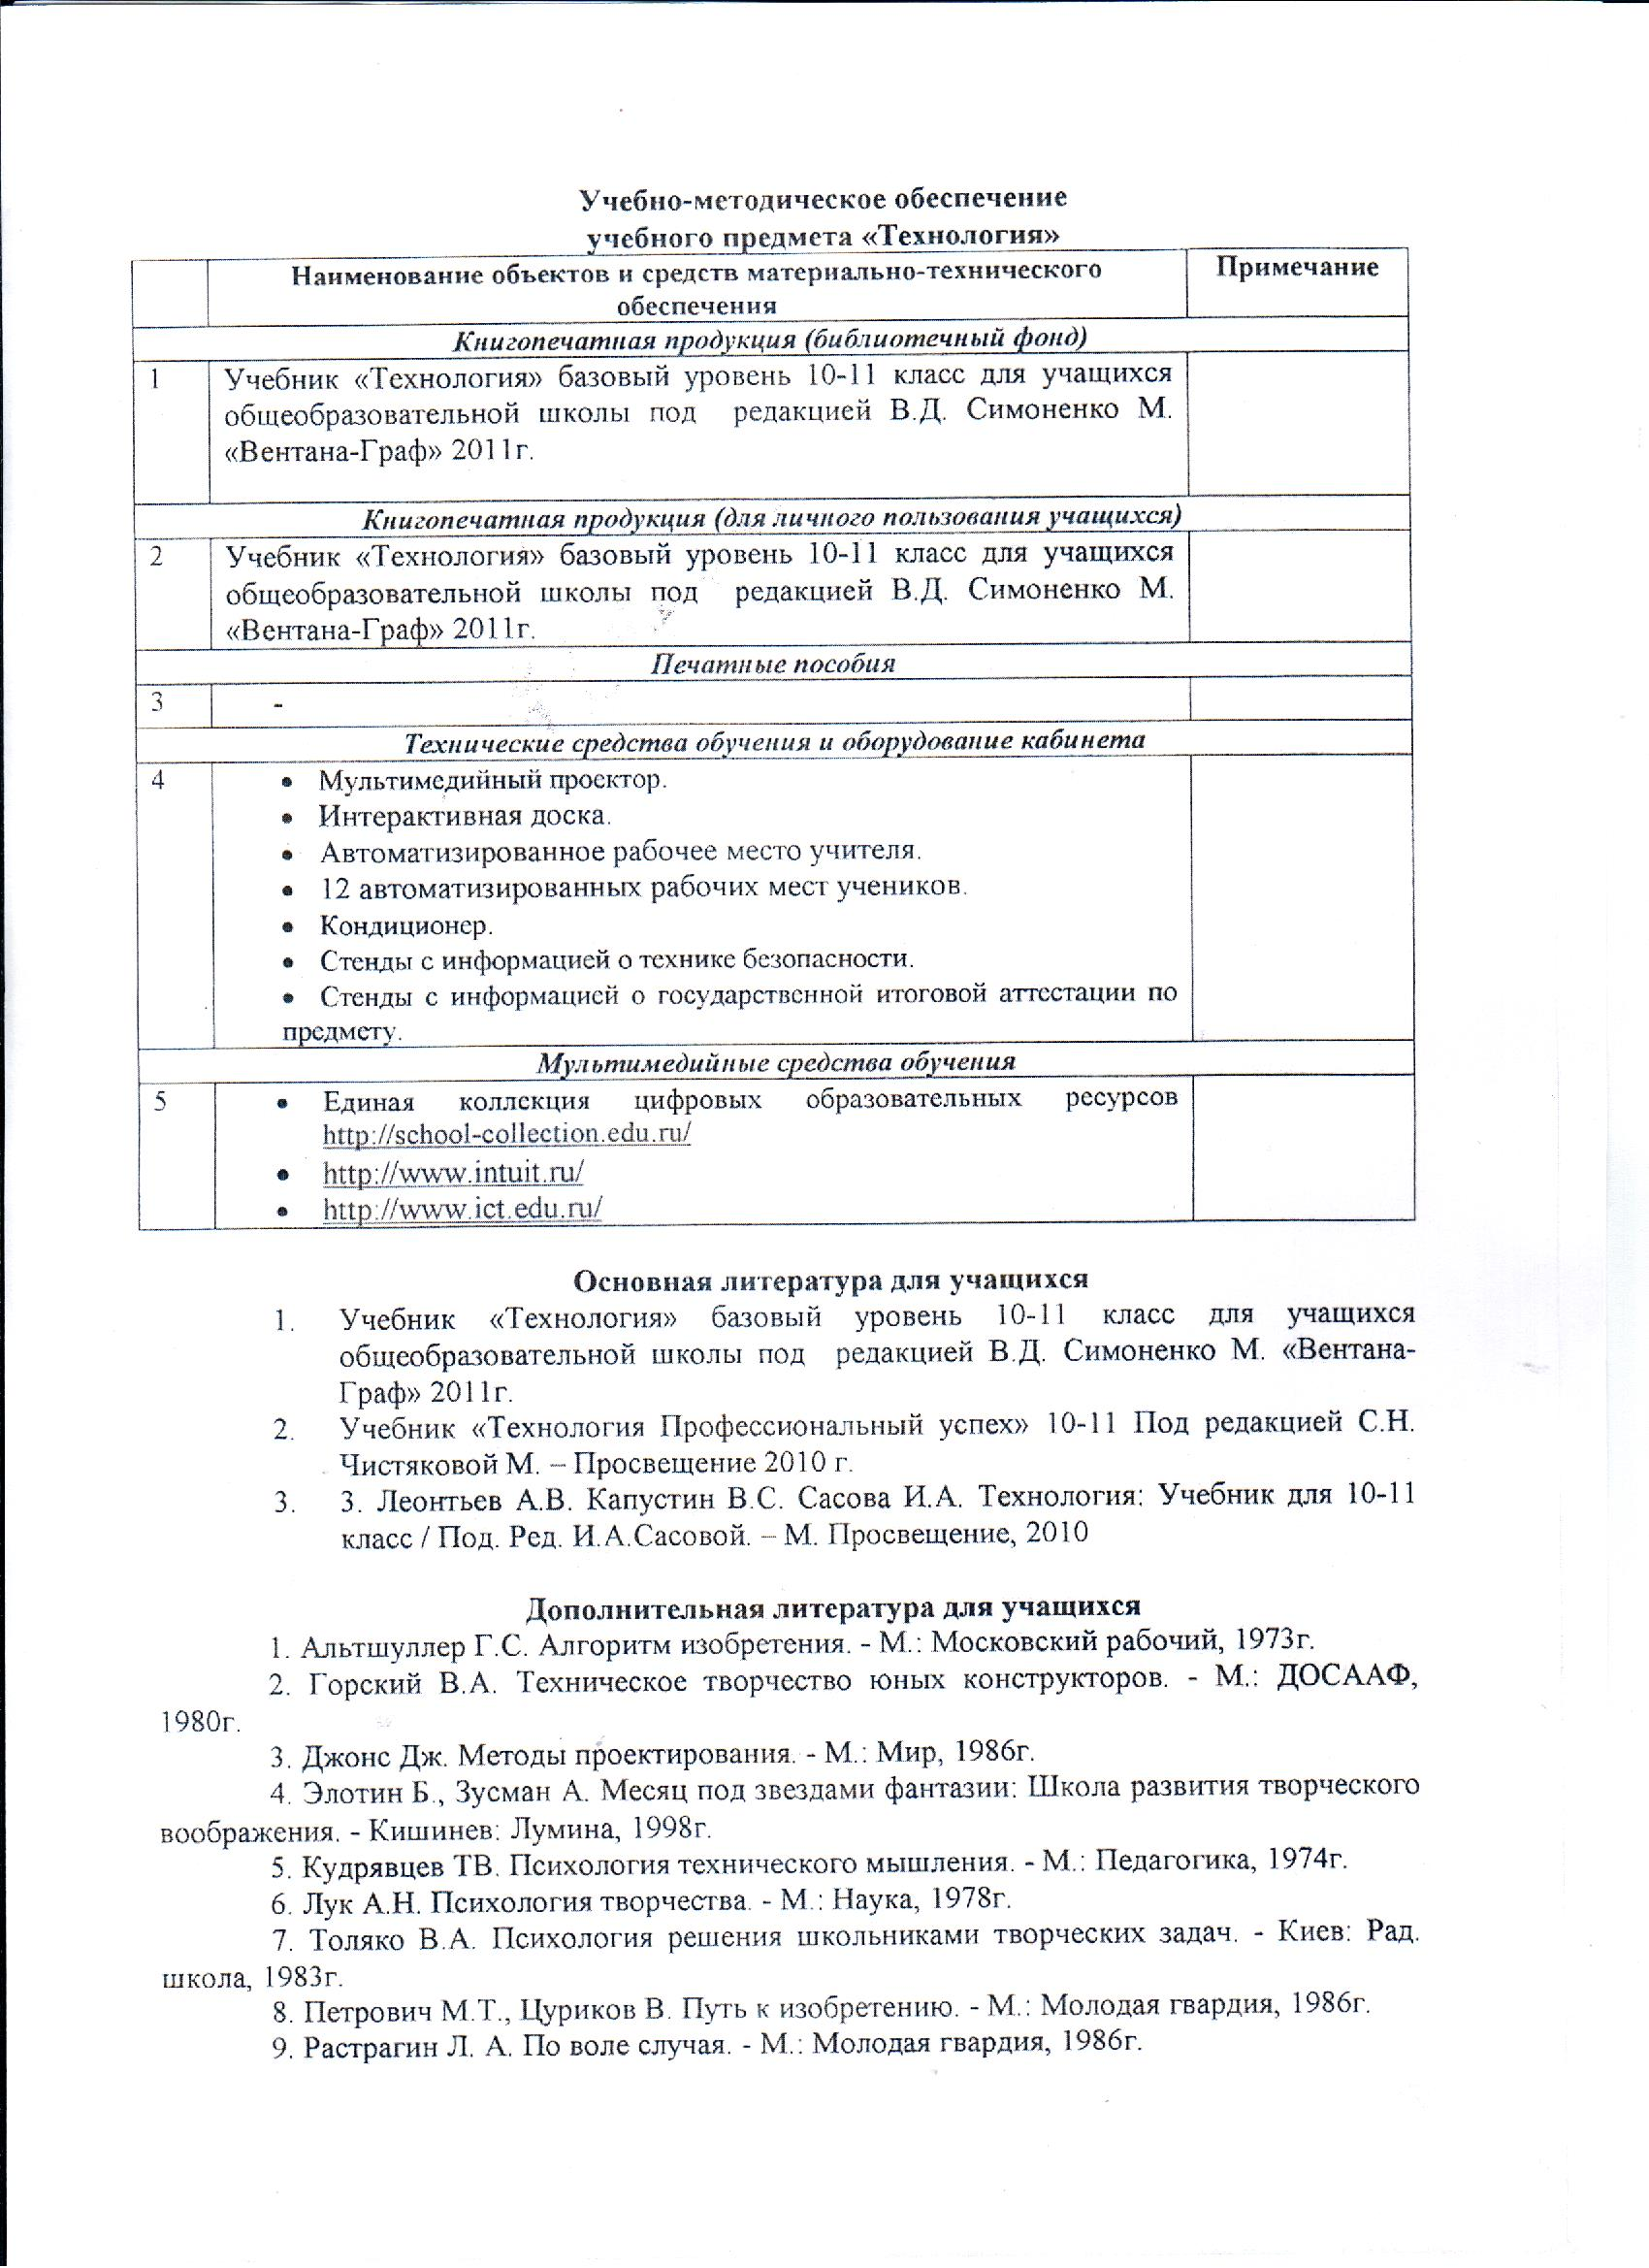 Учебно-методическое обеспечение
учебного предмета «Технология»
Наименование объектов и средств материально-технического
обеспечения
Примечание
Книгопечатная продукция (библиотечный фонд)
1
Учебник «Технология» базовый уровень 10-11 класс для учащихся
общеобразовательной школы под редакцией В.Д. Симоненко М.
«Вентана-Граф» 2011г.
Книгопечатная продукция (для личного пользования учащихся)
2
Учебник «Технология» базовый уровень 10-11 класс для учащихся
общеобразовательной школы под редакцией В.Д. Симоненко М.
«Вентана-Граф» 2011г.
Печатные пособия
3
-
Технические средства обучения и оборудование кабинета
4
• Мультимедийный проектор.
• Интерактивная доска.
• Автоматизированное рабочее место учителя.
• 12 автоматизированных рабочих мест учеников.
• Кондиционер.
• Стенды с информацией о технике безопасности.
• Стенды с информацией о государственной итоговой аттестации по
предмету.
Мультимедийные средства обучения
5
• Единая коллекция цифровых образовательных ресурсов
http://school-collection.edu.ru/
• http://www.intuit.ru/
• http://www.ict.edu.ru/
Основная литература для учащихся
1. Учебник «Технология» базовый уровень 10-11 класс для учащихся
общеобразовательной школы под редакцией В.Д. Симоненко М. «Вентана-
Граф» 2011г.
2. Учебник «Технология Профессиональный успех» 10-11 Под редакцией С.Н.
Чистяковой М. – Просвещение 2010 г.
3. 3. Леонтьев А.В. Капустин В.С. Сасова И.А. Технология: Учебник для 10-11
класс / Под. Ред. И.А.Сасовой. – М. Просвещение, 2010
Дополнительная литература для учащихся
1. Альтшуллер Г.С. Алгоритм изобретения. - М.: Московский рабочий, 1973г.
2. Горский В.А. Техническое творчество юных конструкторов. - М.: ДОСААФ,
1980г.
3. Джонс Дж. Методы проектирования. - М.: Мир, 1986г.
4. Элотин Б., Зусман А. Месяц под звездами фантазии: Школа развития творческого
воображения. - Кишинев: Лумина, 1998г.
5. Кудрявцев ТВ. Психология технического мышления. - М.: Педагогика, 1974г.
6. Лук А.Н. Психология творчества. - М.: Наука, 1978г.
7. Толяко В.А. Психология решения школьниками творческих задач. - Киев: Рад.
школа, 1983г.
8. Петрович М.Т., Цуриков В. Путь к изобретению. - М.: Молодая гвардия, 1986г.
9. Растрагин Л. А. По воле случая. - М.: Молодая гвардия, 1986г.